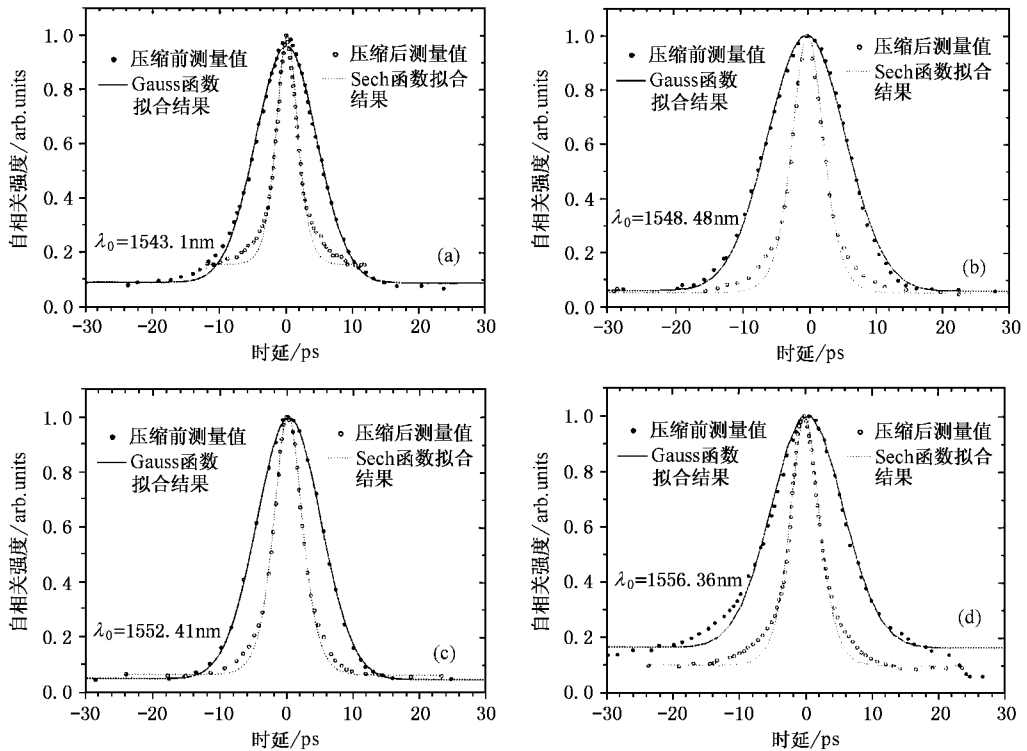 1.0
0.8
0.6
0.4
0.2
0.0
自相关强度/arb.units
压缩前测量值
Gauss函数
拟合结果
压缩后测量值
Sech函数拟合
结果
λ0=1543.1nm
(a)
-30 -20 -10 0 10 20 30
时延/ps
1.0
0.8
0.6
0.4
0.2
0.0
自相关强度/arb.units
压缩前测量值
Gauss函数
拟合结果
压缩后测量值
Sech函数拟合
结果
λ0=1548.48nm
(b)
-30 -20 -10 0 10 20 30
时延/ps
1.0
0.8
0.6
0.4
0.2
0.0
自相关强度/arb.units
压缩前测量值
Gauss函数
拟合结果
压缩后测量值
Sech函数拟合
结果
λ0=1552.41nm
(c)
-30 -20 -10 0 10 20 30
时延/ps
1.0
0.8
0.6
0.4
0.2
0.0
自相关强度/arb.units
压缩前测量值
Gauss函数
拟合结果
压缩后测量值
Sech函数拟合
结果
λ0=1556.36nm
(d)
-30 -20 -10 0 10 20 30
时延/ps